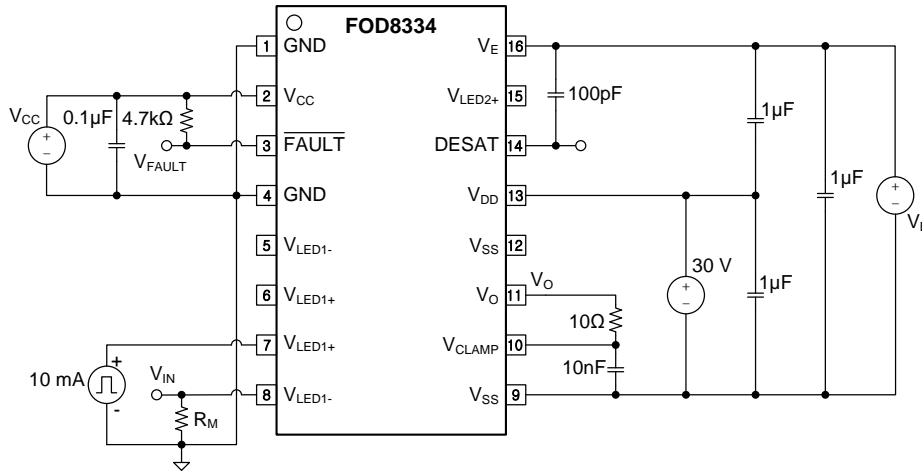 FOD8334
1 GND
2 VCC
3 FAULT
4 GND
5 VLED1-
6 VLED1+
7 VLED1+
8 VLED1-
VE 16
VLED2+ 15
DESAT 14
VDD 13
VSS 12
VO 11
VCLAMP 10
VSS 9
VCC
+
-
0.1µF
4.7kΩ
VFAULT
10 mA
+
-
VIN
RM
100pF
1µF
1µF
1µF
+
-
30 V
+
-
VO
10Ω
10nF